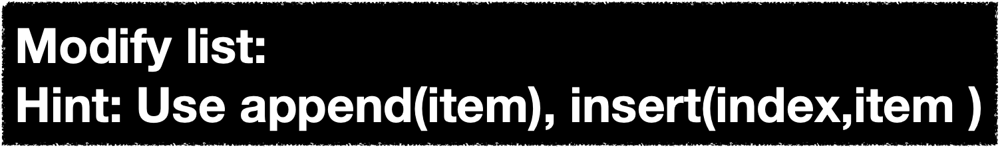 Modify list:
Hint: Use append(item), insert(index,item )